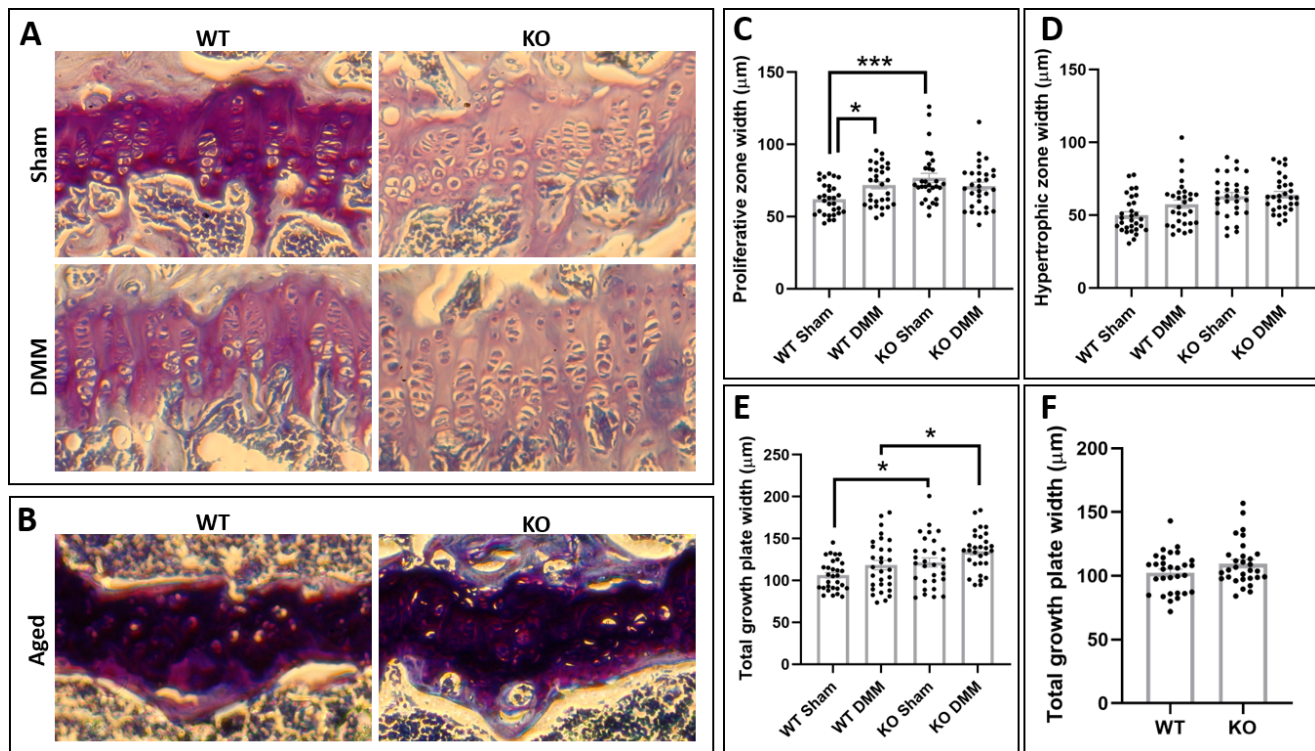 A
WT
KO
Sham
DMM
B
WT
KO
Aged
C
Proliferative zone width (μm)
150
100
50
0
***
*
WT Sham
WT DMM
KO Sham
KO DMM
D
Hypertrophic zone width (μm)
150
100
50
0
WT Sham
WT DMM
KO Sham
KO DMM
E
Total growth plate width (μm)
250
200
150
100
50
0
*
*
WT Sham
WT DMM
KO Sham
KO DMM
F
Total growth plate width (μm)
200
150
100
50
0
WT
KO